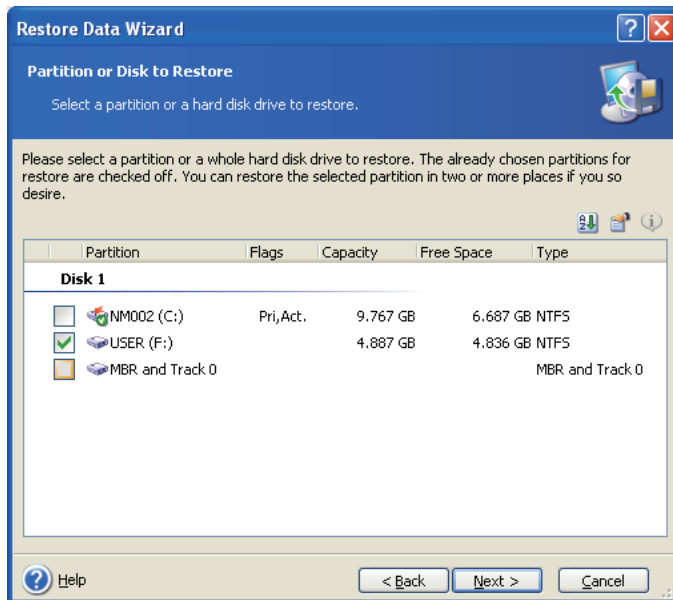 Restore Data Wizard
Partition or Disk to Restore
Select a partition or a hard disk drive to restore.
Please select a partition or a whole hard disk drive to restore. The already chosen partitions for
restore are checked off. You can restore the selected partition in two or more places if you so
desire.
Partition Flags Capacity Free Space Type
Disk 1
NM002 (C:) Pri,Act. 9.767 GB 6.687 GB NTFS
USER (F:) 4.887 GB 4.836 GB NTFS
MBR and Track 0 MBR and Track 0
Help < Back Next > Cancel